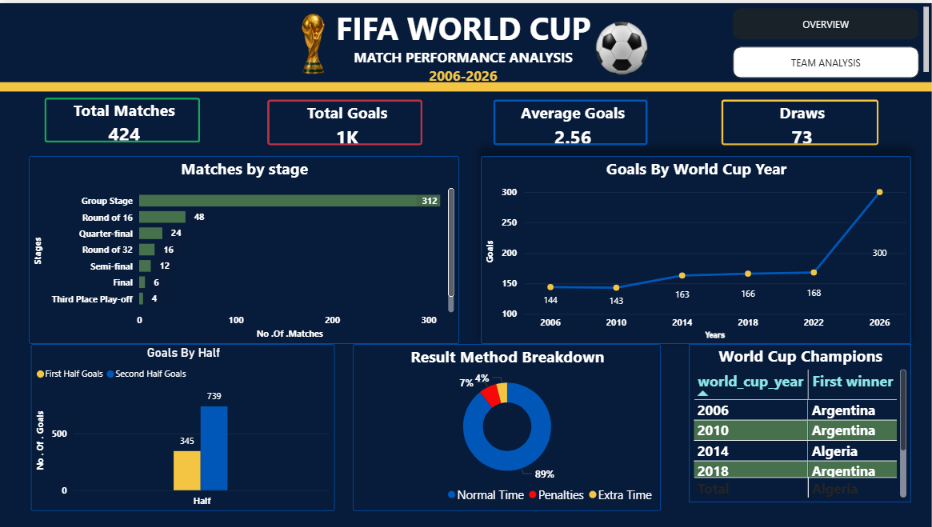 FIFA WORLD CUP
MATCH PERFORMANCE ANALYSIS
2006-2026
OVERVIEW
TEAM ANALYSIS
Total Matches
424
Total Goals
1K
Average Goals
2.56
Draws
73
Matches by stage
Stages
Group Stage 312
Round of 16 48
Quarter-final 24
Round of 32 16
Semi-final 12
Final 6
Third Place Play-off 4
0 100 200 300
No .Of .Matches
Goals By World Cup Year
Goals
300
250
200
150
100
144 143 163 166 168 300
2006 2010 2014 2018 2022 2026
Years
Goals By Half
First Half Goals Second Half Goals
No . Of . Goals
500
0
345
739
Half
Result Method Breakdown
7% 4%
89%
Normal Time Penalties Extra Time
World Cup Champions
world_cup_year First winner
2006 Argentina
2010 Argentina
2014 Algeria
2018 Argentina
Total Algeria